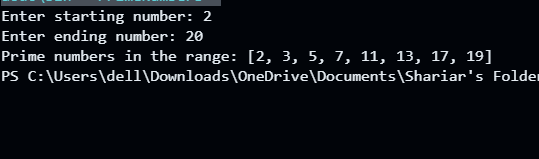 Enter starting number: 2
Enter ending number: 20
Prime numbers in the range: [2, 3, 5, 7, 11, 13, 17, 19]
PS C:\Users\dell\Downloads\OneDrive\Documents\Shariar's Folde